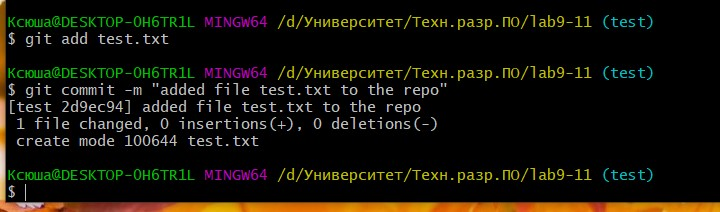 Ксюша@DESKTOP-0H6TR1L MINGW64 /d/Университет/Техн.разр.ПО/lab9-11 (test)
$ git add test.txt
Ксюша@DESKTOP-0H6TR1L MINGW64 /d/Университет/Техн.разр.ПО/lab9-11 (test)
$ git commit -m "added file test.txt to the repo"
[test 2d9ec94] added file test.txt to the repo
1 file changed, 0 insertions(+), 0 deletions(-)
create mode 100644 test.txt
Ксюша@DESKTOP-0H6TR1L MINGW64 /d/Университет/Техн.разр.ПО/lab9-11 (test)
$